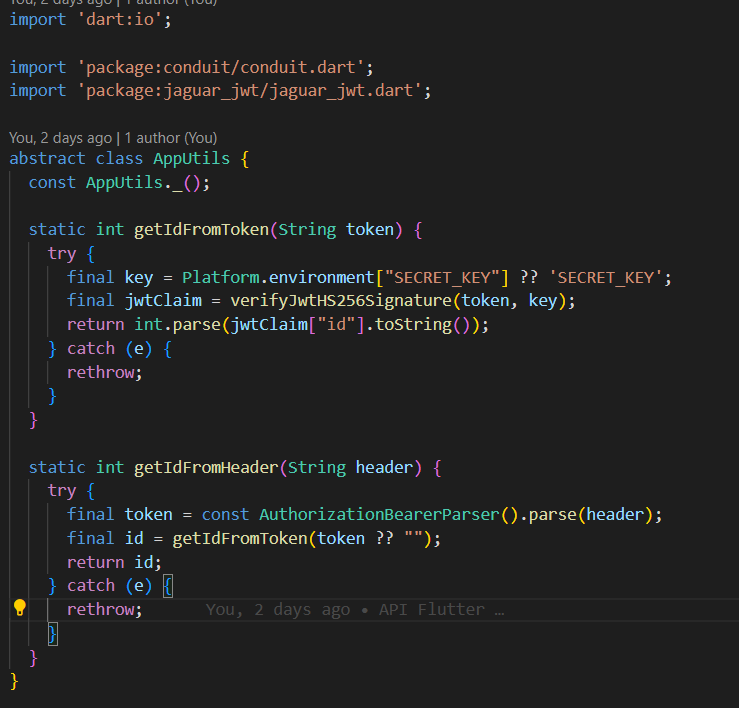 You, 2 days ago | 1 author (You)
import 'dart:io';
import 'package:conduit/conduit.dart';
import 'package:jaguar_jwt/jaguar_jwt.dart';
You, 2 days ago | 1 author (You)
abstract class AppUtils {
const AppUtils._();
static int getIdFromToken(String token) {
try {
final key = Platform.environment["SECRET_KEY"] ?? 'SECRET_KEY';
final jwtClaim = verifyJwtHS256Signature(token, key);
return int.parse(jwtClaim["id"].toString());
} catch (e) {
rethrow;
}
}
static int getIdFromHeader(String header) {
try {
final token = const AuthorizationBearerParser().parse(header);
final id = getIdFromToken(token ?? "");
return id;
} catch (e) {
rethrow; You, 2 days ago • API Flutter …
}
}
}